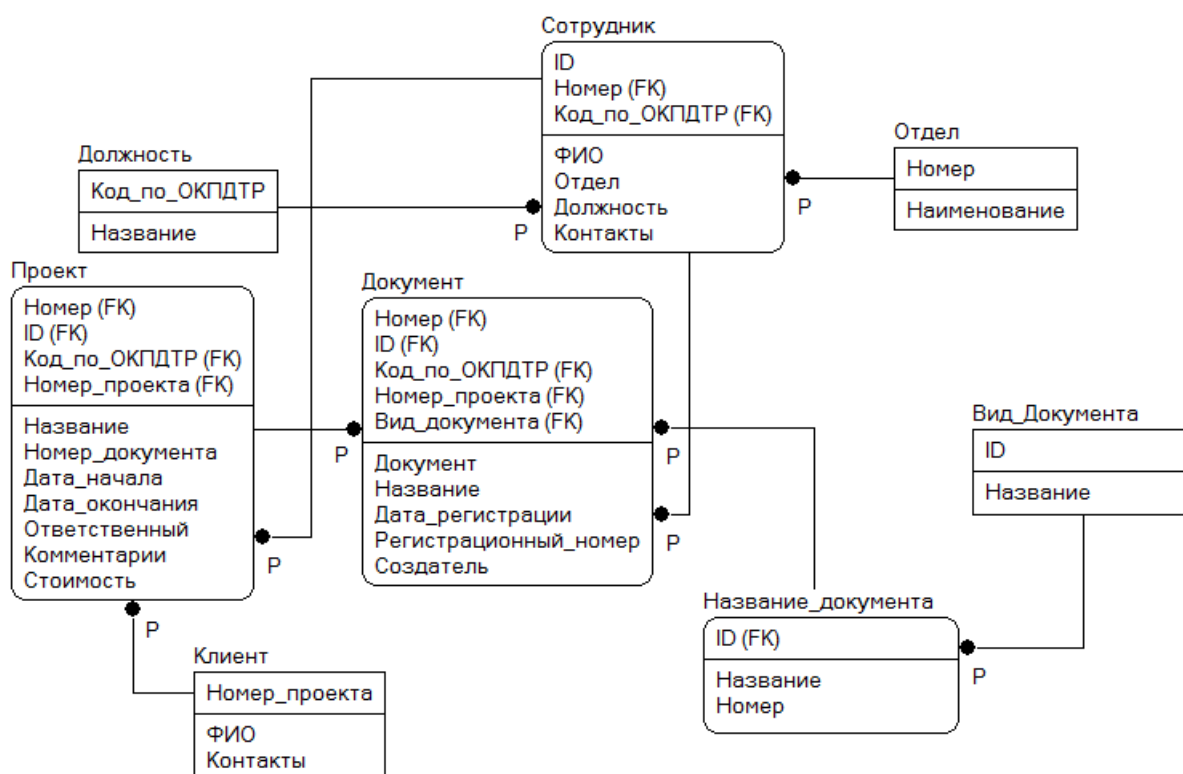 Сотрудник
ID
Номер (FK)
Код_по_ОКПДТР (FK)
ФИО
Отдел
Должность
Контакты
P
P
Отдел
Номер
Наименование
Должность
Код_по_ОКПДТР
Название
Проект
Номер (FK)
ID (FK)
Код_по_ОКПДТР (FK)
Номер_проекта (FK)
Название
Номер_документа
Дата_начала
Дата_окончания
Ответственный
Комментарии
Стоимость
P
P
Документ
Номер (FK)
ID (FK)
Код_по_ОКПДТР (FK)
Номер_проекта (FK)
Вид_документа (FK)
Документ
Название
Дата_регистрации
Регистрационный_номер
Создатель
P
P
P
Вид_Документа
ID
Название
Название_документа
ID (FK)
Название
Номер
P
Клиент
Номер_проекта
ФИО
Контакты